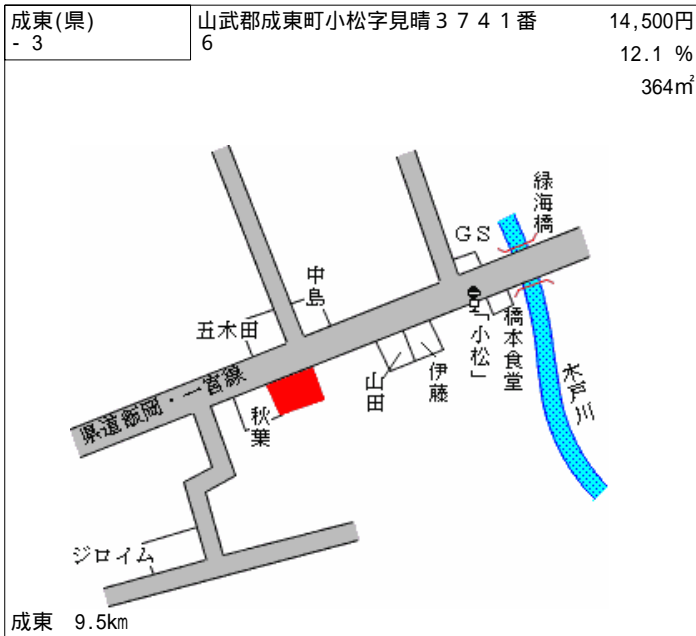 成東(県)
- 3
山武郡成東町小松字見晴３７４１番
6
14,500円
12.1 %
364㎡
緑海橋
GS
中島
五木田
「小松」
橋本食堂
伊藤
山田
木戸川
県道飯岡・一宮線
秋葉
ジロイム
成東 9.5km